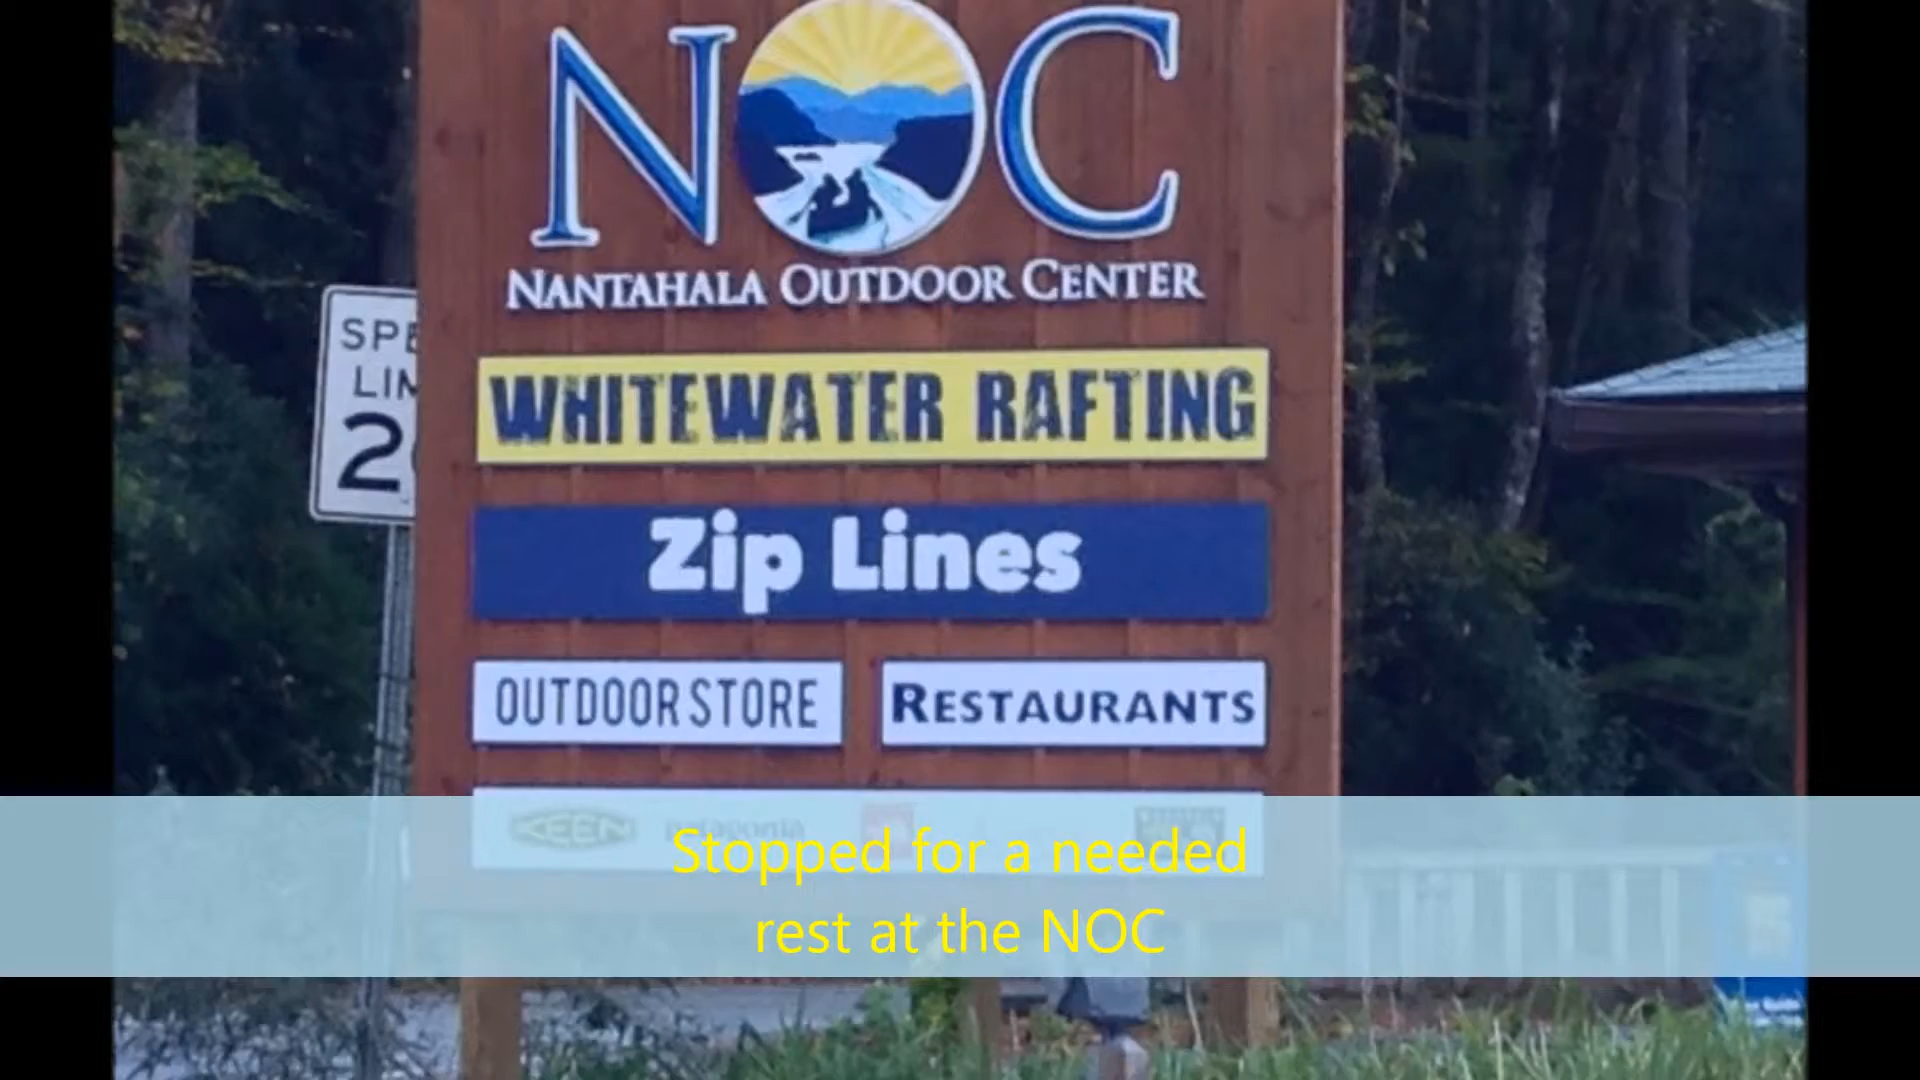 NOC
NANTAHALA OUTDOOR CENTER
SPE
LIM
2
WHITEWATER RAFTING
Zip Lines
OUTDOOR STORE
RESTAURANTS
KEEN patagonia
Stopped for a needed
rest at the NOC